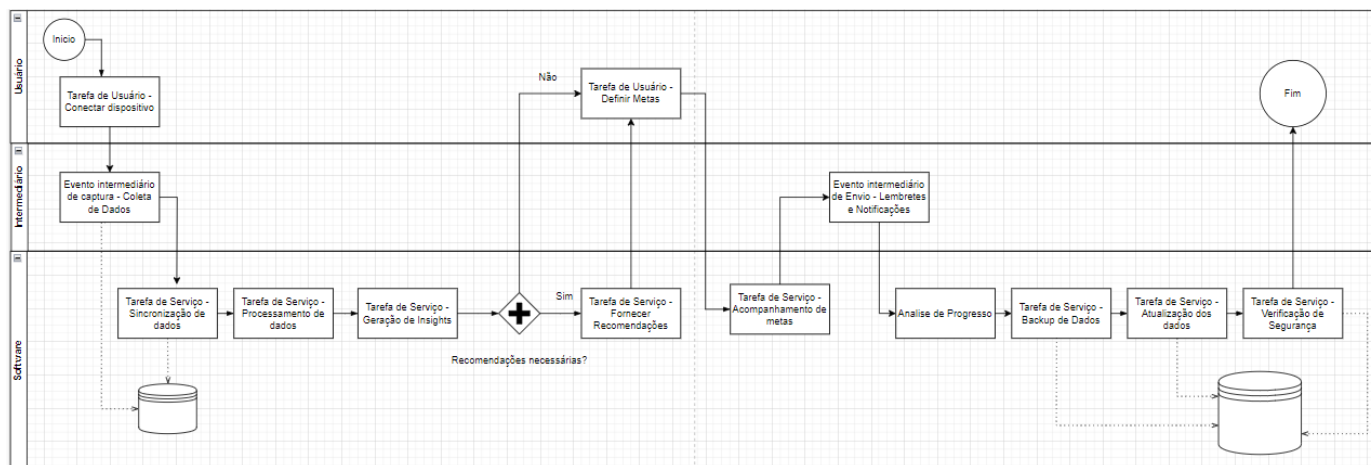 Usuário
Inicio
Tarefa de Usuário -
Conectar dispositivo
Não
Tarefa de Usuário -
Definir Metas
Fim
Intermediário
Evento intermediário
de captura - Coleta
de Dados
Evento intermediário
de Envio - Lembretes
e Notificações
Software
Tarefa de Serviço -
Sincronização de
dados
Tarefa de Serviço -
Processamento de
dados
Tarefa de Serviço -
Geração de Insights
Recomendações necessárias?
Sim
Tarefa de Serviço -
Fornecer
Recomendações
Tarefa de Serviço -
Acompanhamento de
metas
Analise de Progresso
Tarefa de Serviço -
Backup de Dados
Tarefa de Serviço -
Atualização dos
dados
Tarefa de Serviço -
Verificação de
Segurança